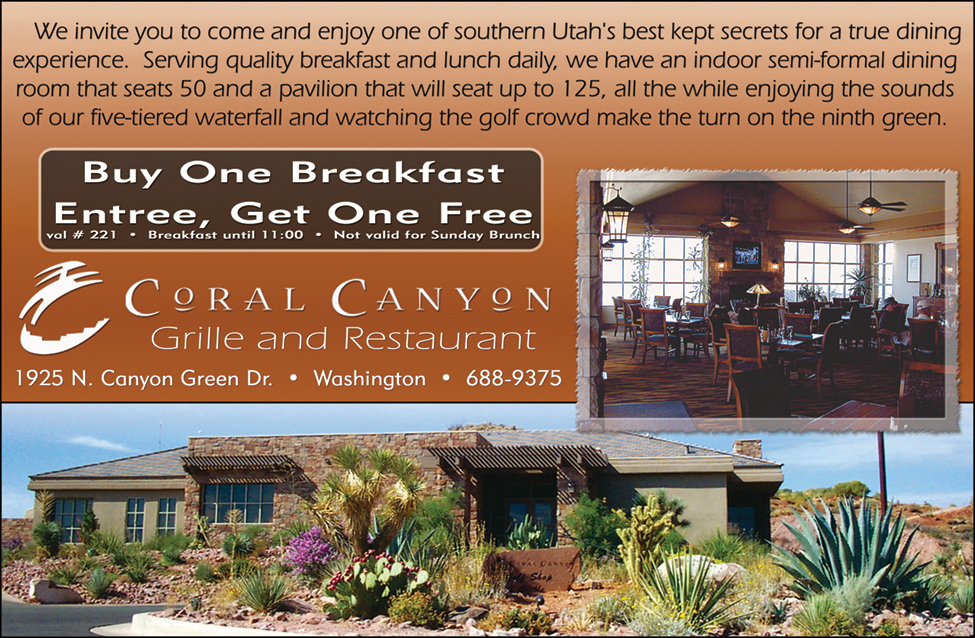 We invite you to come and enjoy one of southern Utah's best kept secrets for a true dining
experience. Serving quality breakfast and lunch daily, we have an indoor semi-formal dining
room that seats 50 and a pavilion that will seat up to 125, all the while enjoying the sounds
of our five-tiered waterfall and watching the golf crowd make the turn on the ninth green.
Buy One Breakfast
Entree, Get One Free
val # 221 • Breakfast until 11:00 • Not valid for Sunday Brunch
CORAL CANYON
Grille and Restaurant
1925 N. Canyon Green Dr. • Washington • 688-9375
CORAL CANYON
Shop